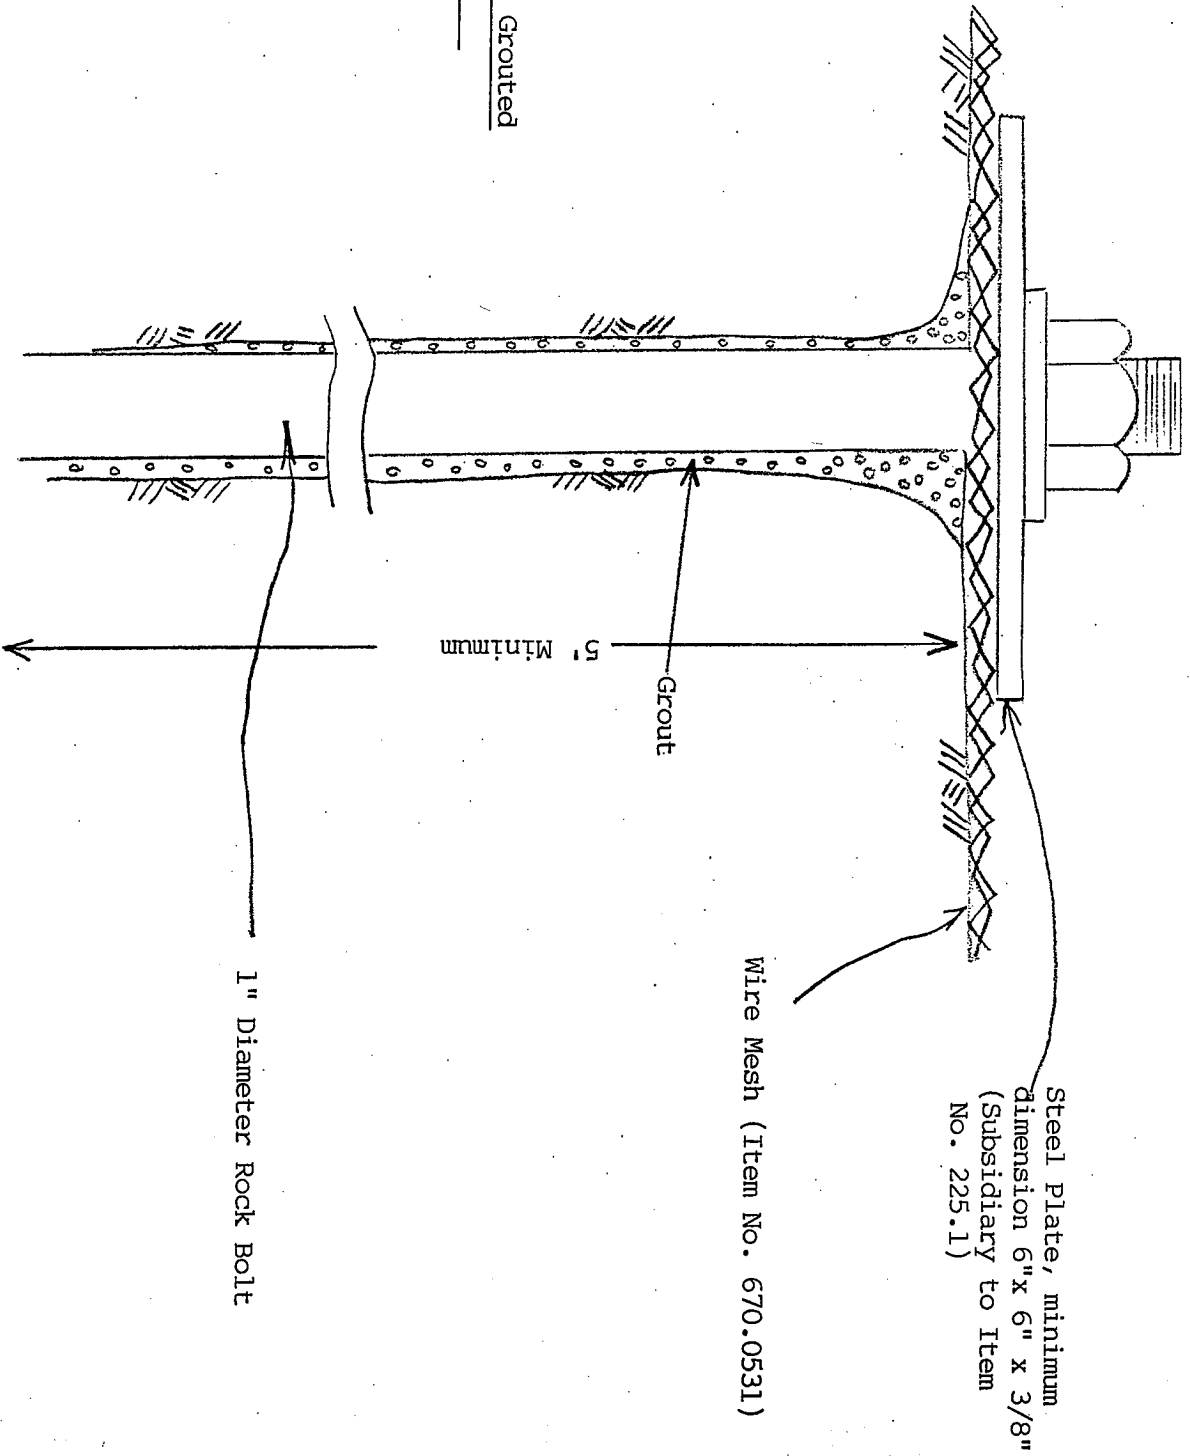 Steel Plate, minimum
dimension 6"x 6" x 3/8"
(Subsidiary to Item
No. 225.1)
Wire Mesh (Item No. 670.0531)
Grout
5' Minimum
Grouted
1" Diameter Rock Bolt